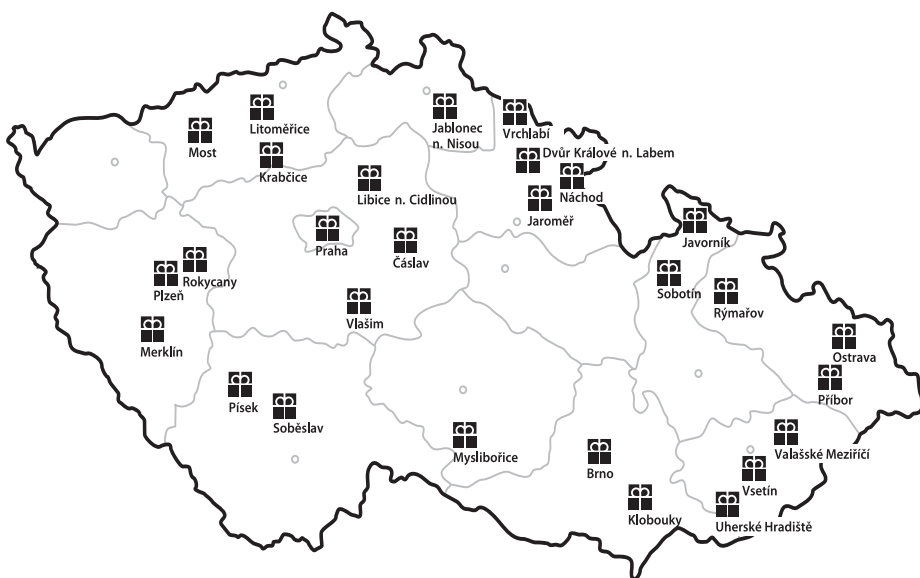 Litoměřice
Most
Krabčice
Jablonec
n. Nisou
Vrchlabí
Dvůr Králové n. Labem
Náchod
Jaroměř
Libice n. Cidlinou
Praha
Čáslav
Javorník
Sobotín
Rýmařov
Rokycany
Plzeň
Merklín
Vlašim
Ostrava
Příbor
Písek
Soběslav
Myslibořice
Brno
Valašské Meziříčí
Vsetín
Klobouky
Uherské Hradiště